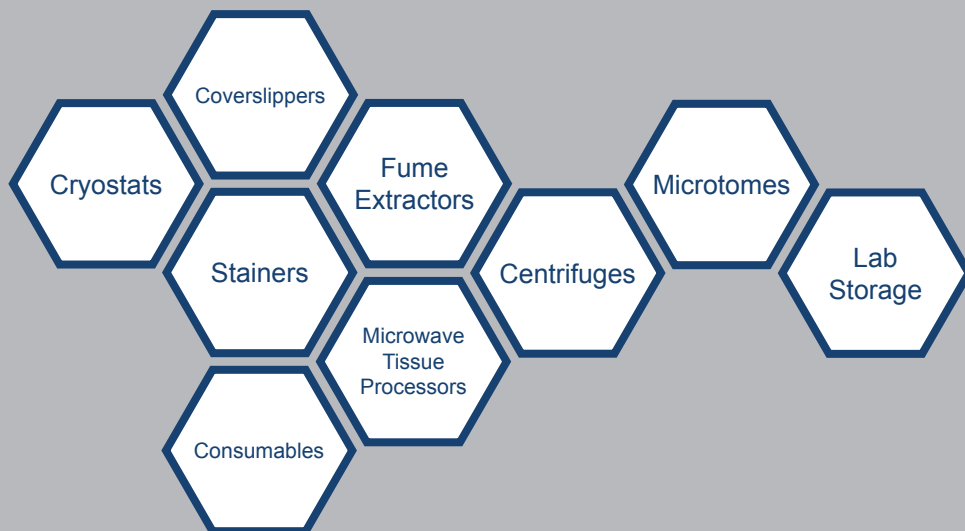 Coverslippers
Cryostats
Fume
Extractors
Microtomes
Stainers
Centrifuges
Lab
Storage
Microwave
Tissue
Processors
Consumables